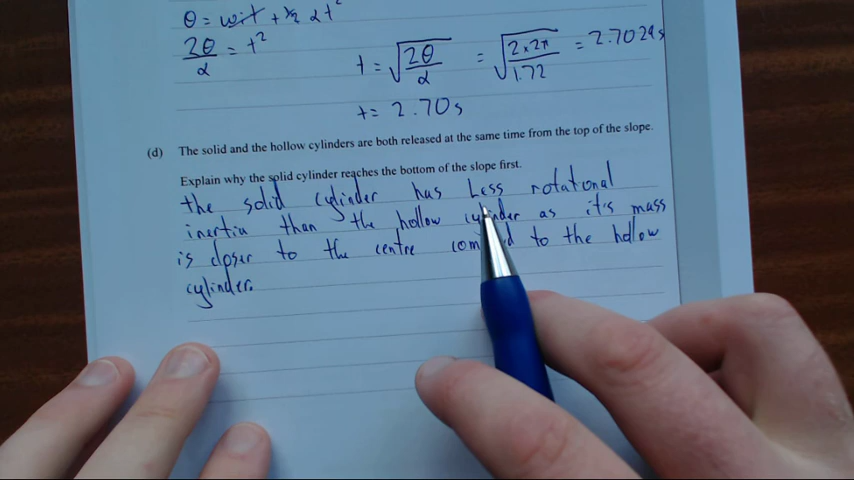 θ = wit + ½ αt²
2θ/α = t²
t = √(2θ/α) = √(2×2π/1.72) = 2.7029s
t = 2.70s
(d) The solid and the hollow cylinders are both released at the same time from the top of the slope.
Explain why the solid cylinder reaches the bottom of the slope first.
the solid cylinder has Less rotational
inertia than the hollow cylinder as it's mass
is closer to the centre to the hollow
cylinder.